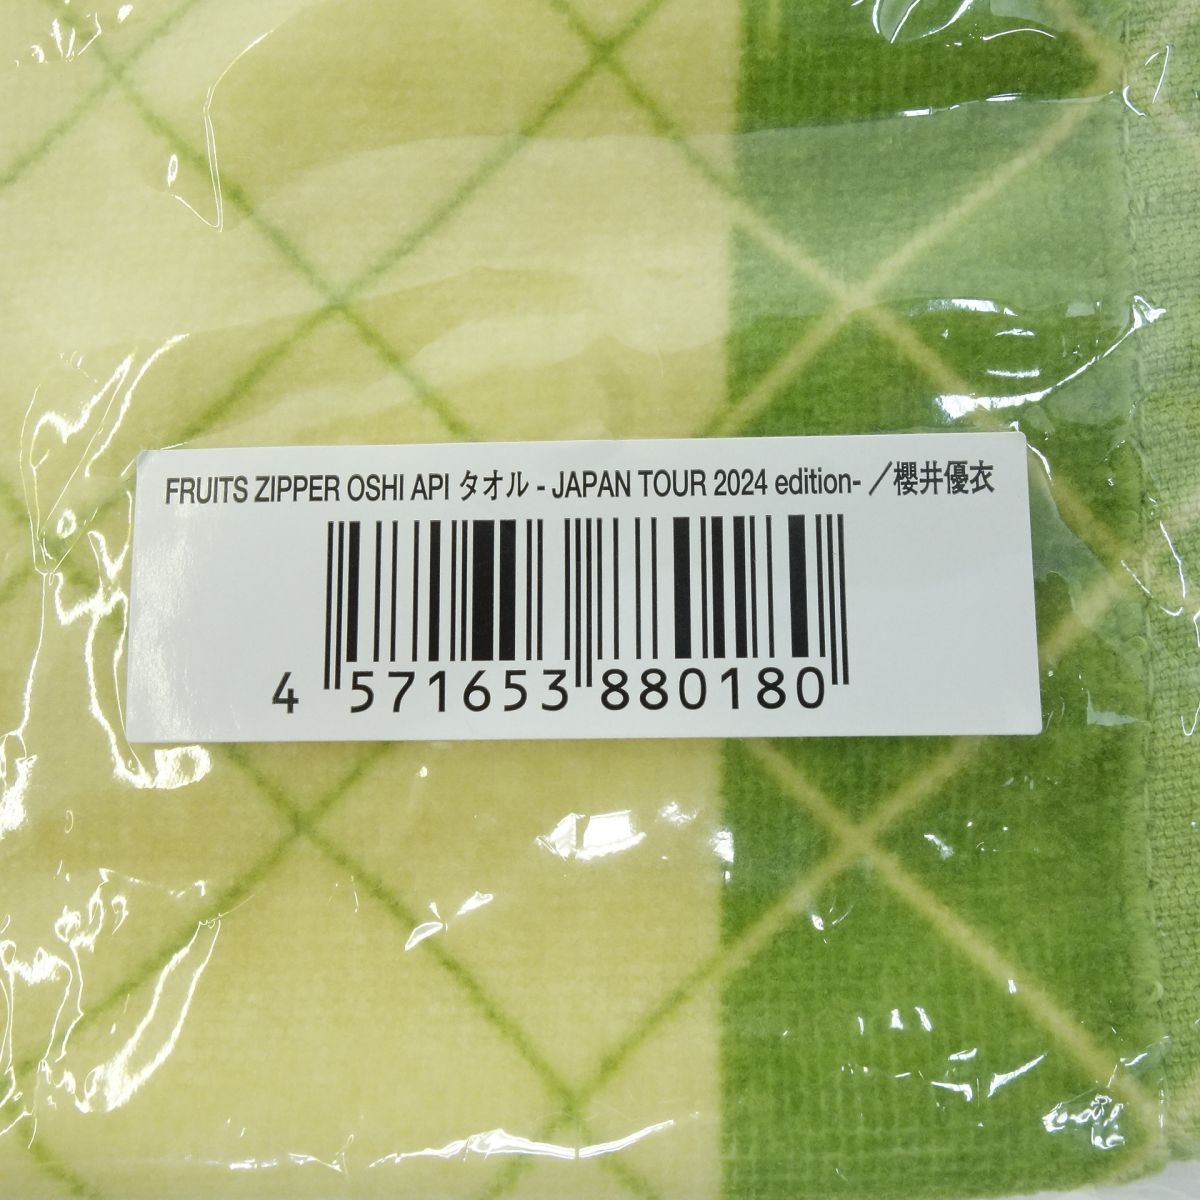 FRUITS ZIPPER OSHI API タオル - JAPAN TOUR 2024 edition- ／櫻井優衣
4 571653 880180